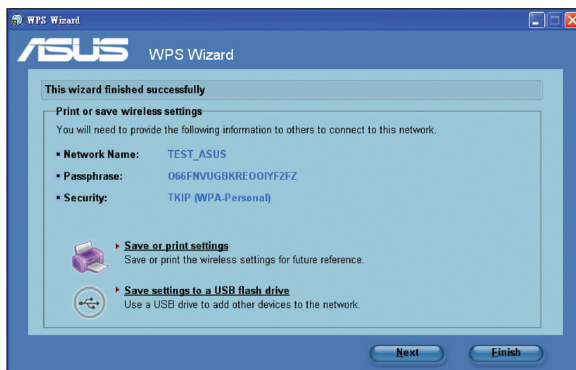 WPS Wizard
ASUS WPS Wizard
This wizard finished successfully
Print or save wireless settings
You will need to provide the following information to others to connect to this network.
Network Name: TEST_ASUS
Passphrase: O66FNVUGBKREOOIYF2FZ
Security: TKIP (WPA-Personal)
Save or print settings
Save or print the wireless settings for future reference.
Save settings to a USB flash drive
Use a USB drive to add other devices to the network.
Next Finish